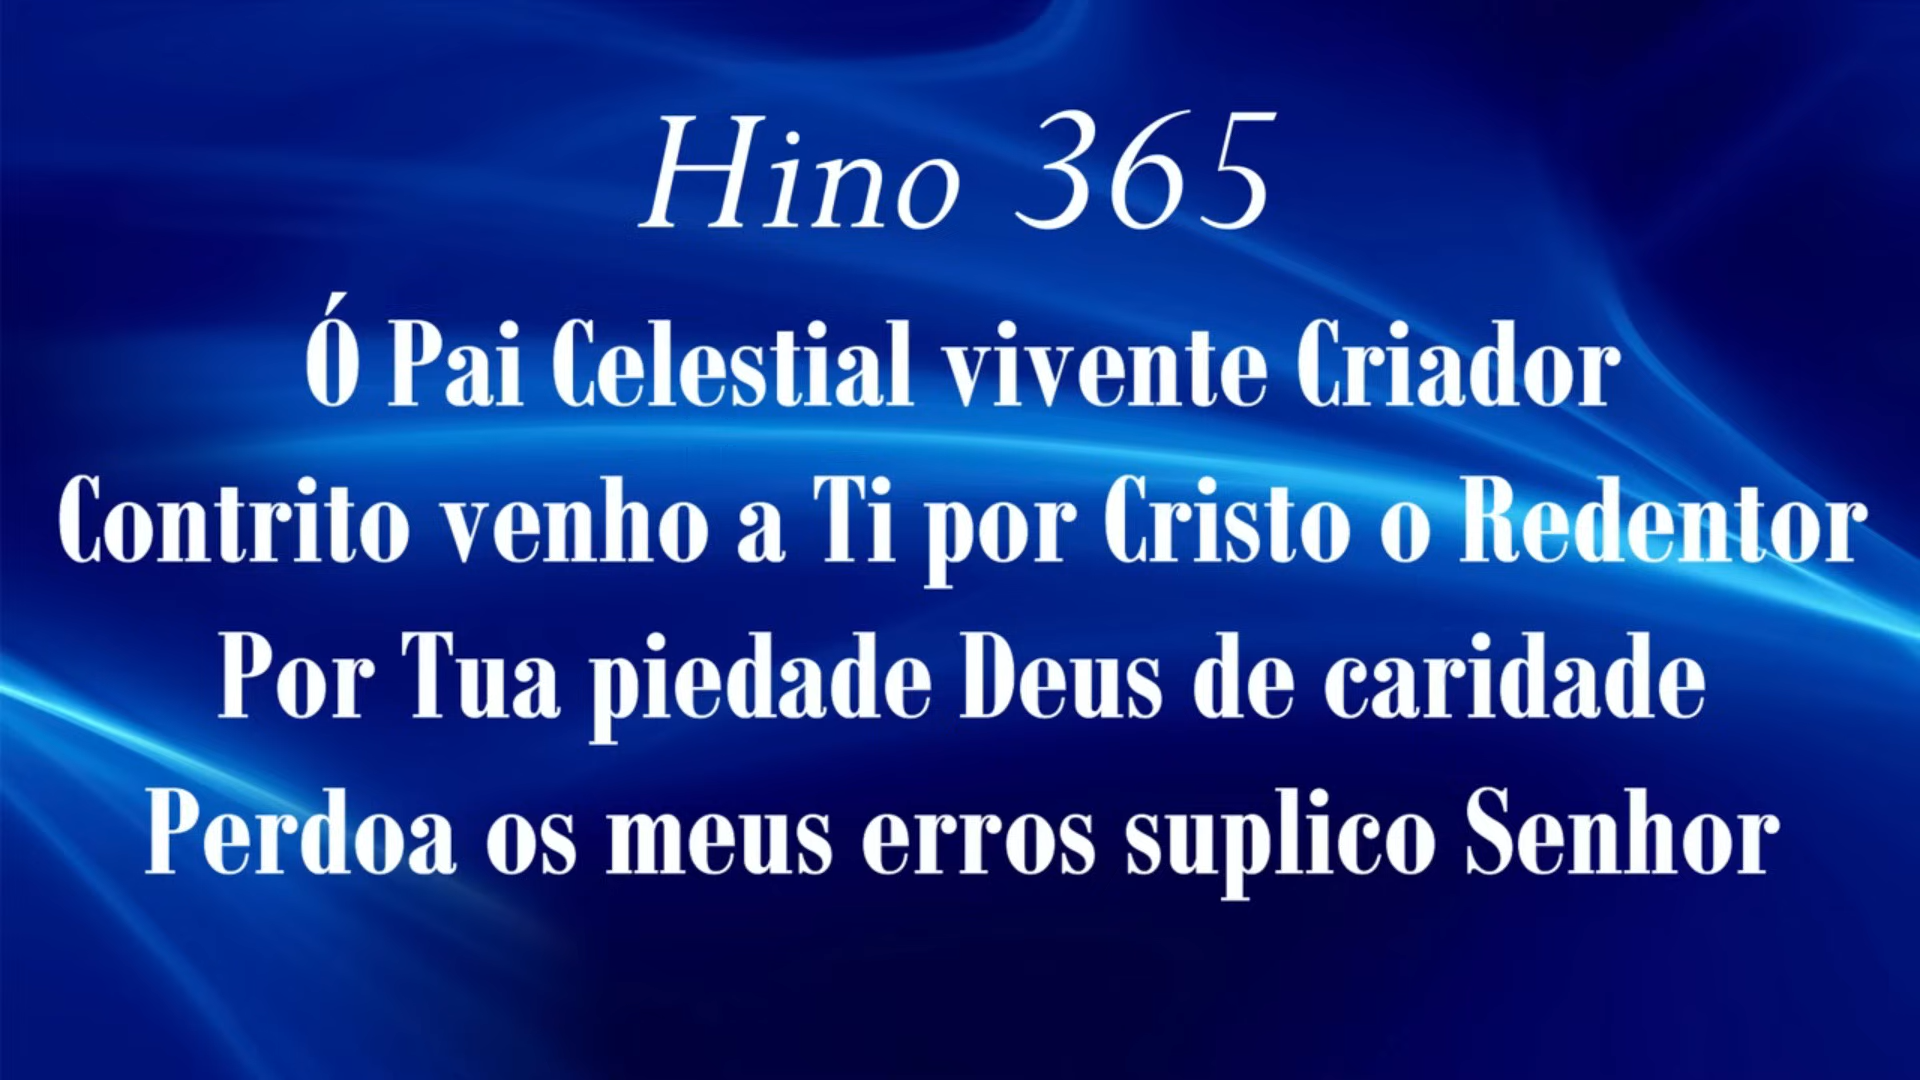 Hino 365
Ó Pai Celestial vivente Criador
Contrito venho a Ti por Cristo o Redentor
Por Tua piedade Deus de caridade
Perdoa os meus erros suplico Senhor